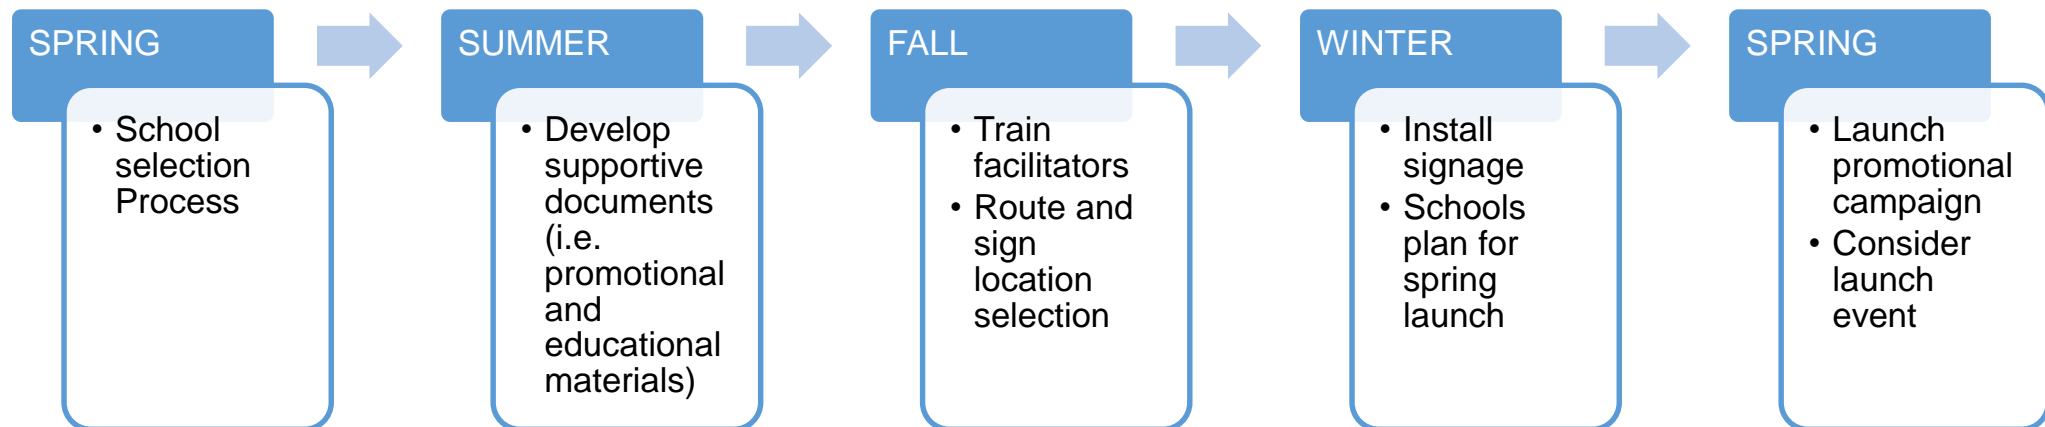 SPRING
• School
selection
Process
SUMMER
• Develop
supportive
documents
(i.e.
promotional
and
educational
materials)
FALL
• Train
facilitators
• Route and
sign
location
selection
WINTER
• Install
signage
• Schools
plan for
spring
launch
SPRING
• Launch
promotional
campaign
• Consider
launch
event